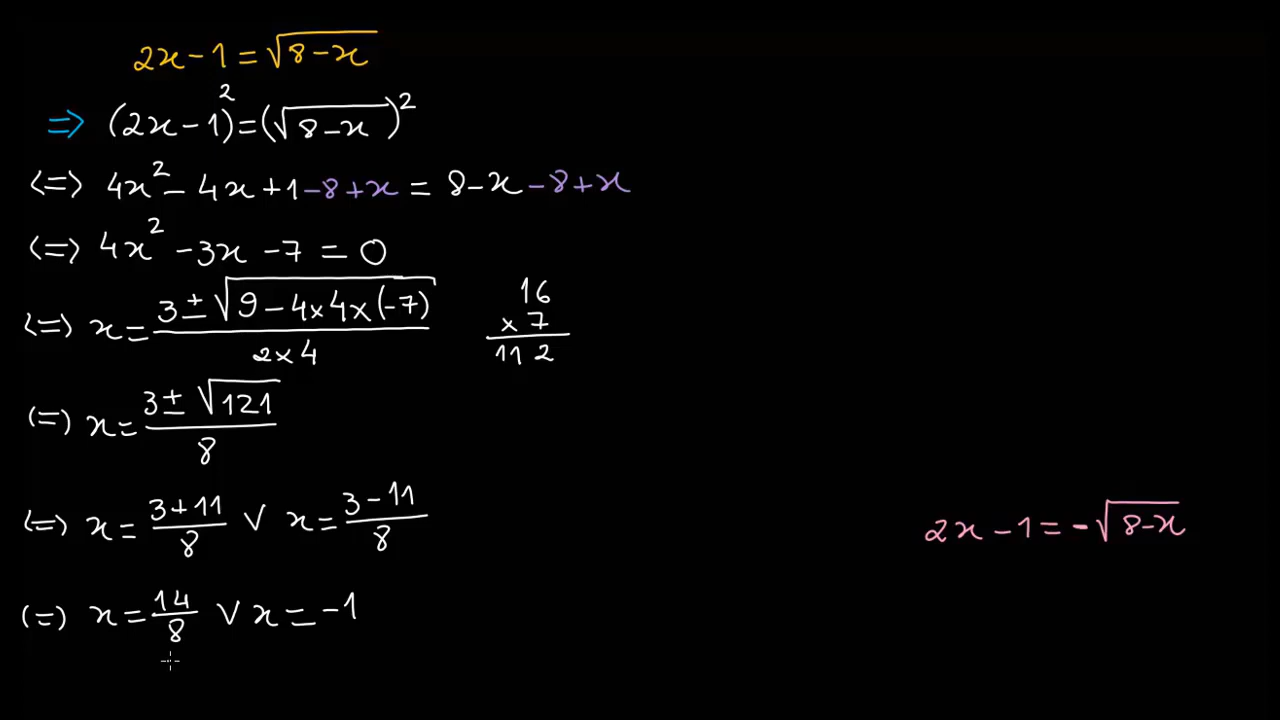 2x-1=√8-x
=> (2x-1)²=(√8-x)²
<=> 4x²-4x+1-8+x = 8-x-8+x
<=> 4x²-3x-7=0
<=> x= 3±√9-4×4×(-7) / 2×4
16
×7
112
(=) x= 3±√121 / 8
<=> x= 3+11 / 8 ∨ x= 3-11 / 8
2x-1=-√8-x
(=) x= 14 / 8 ∨ x=-1